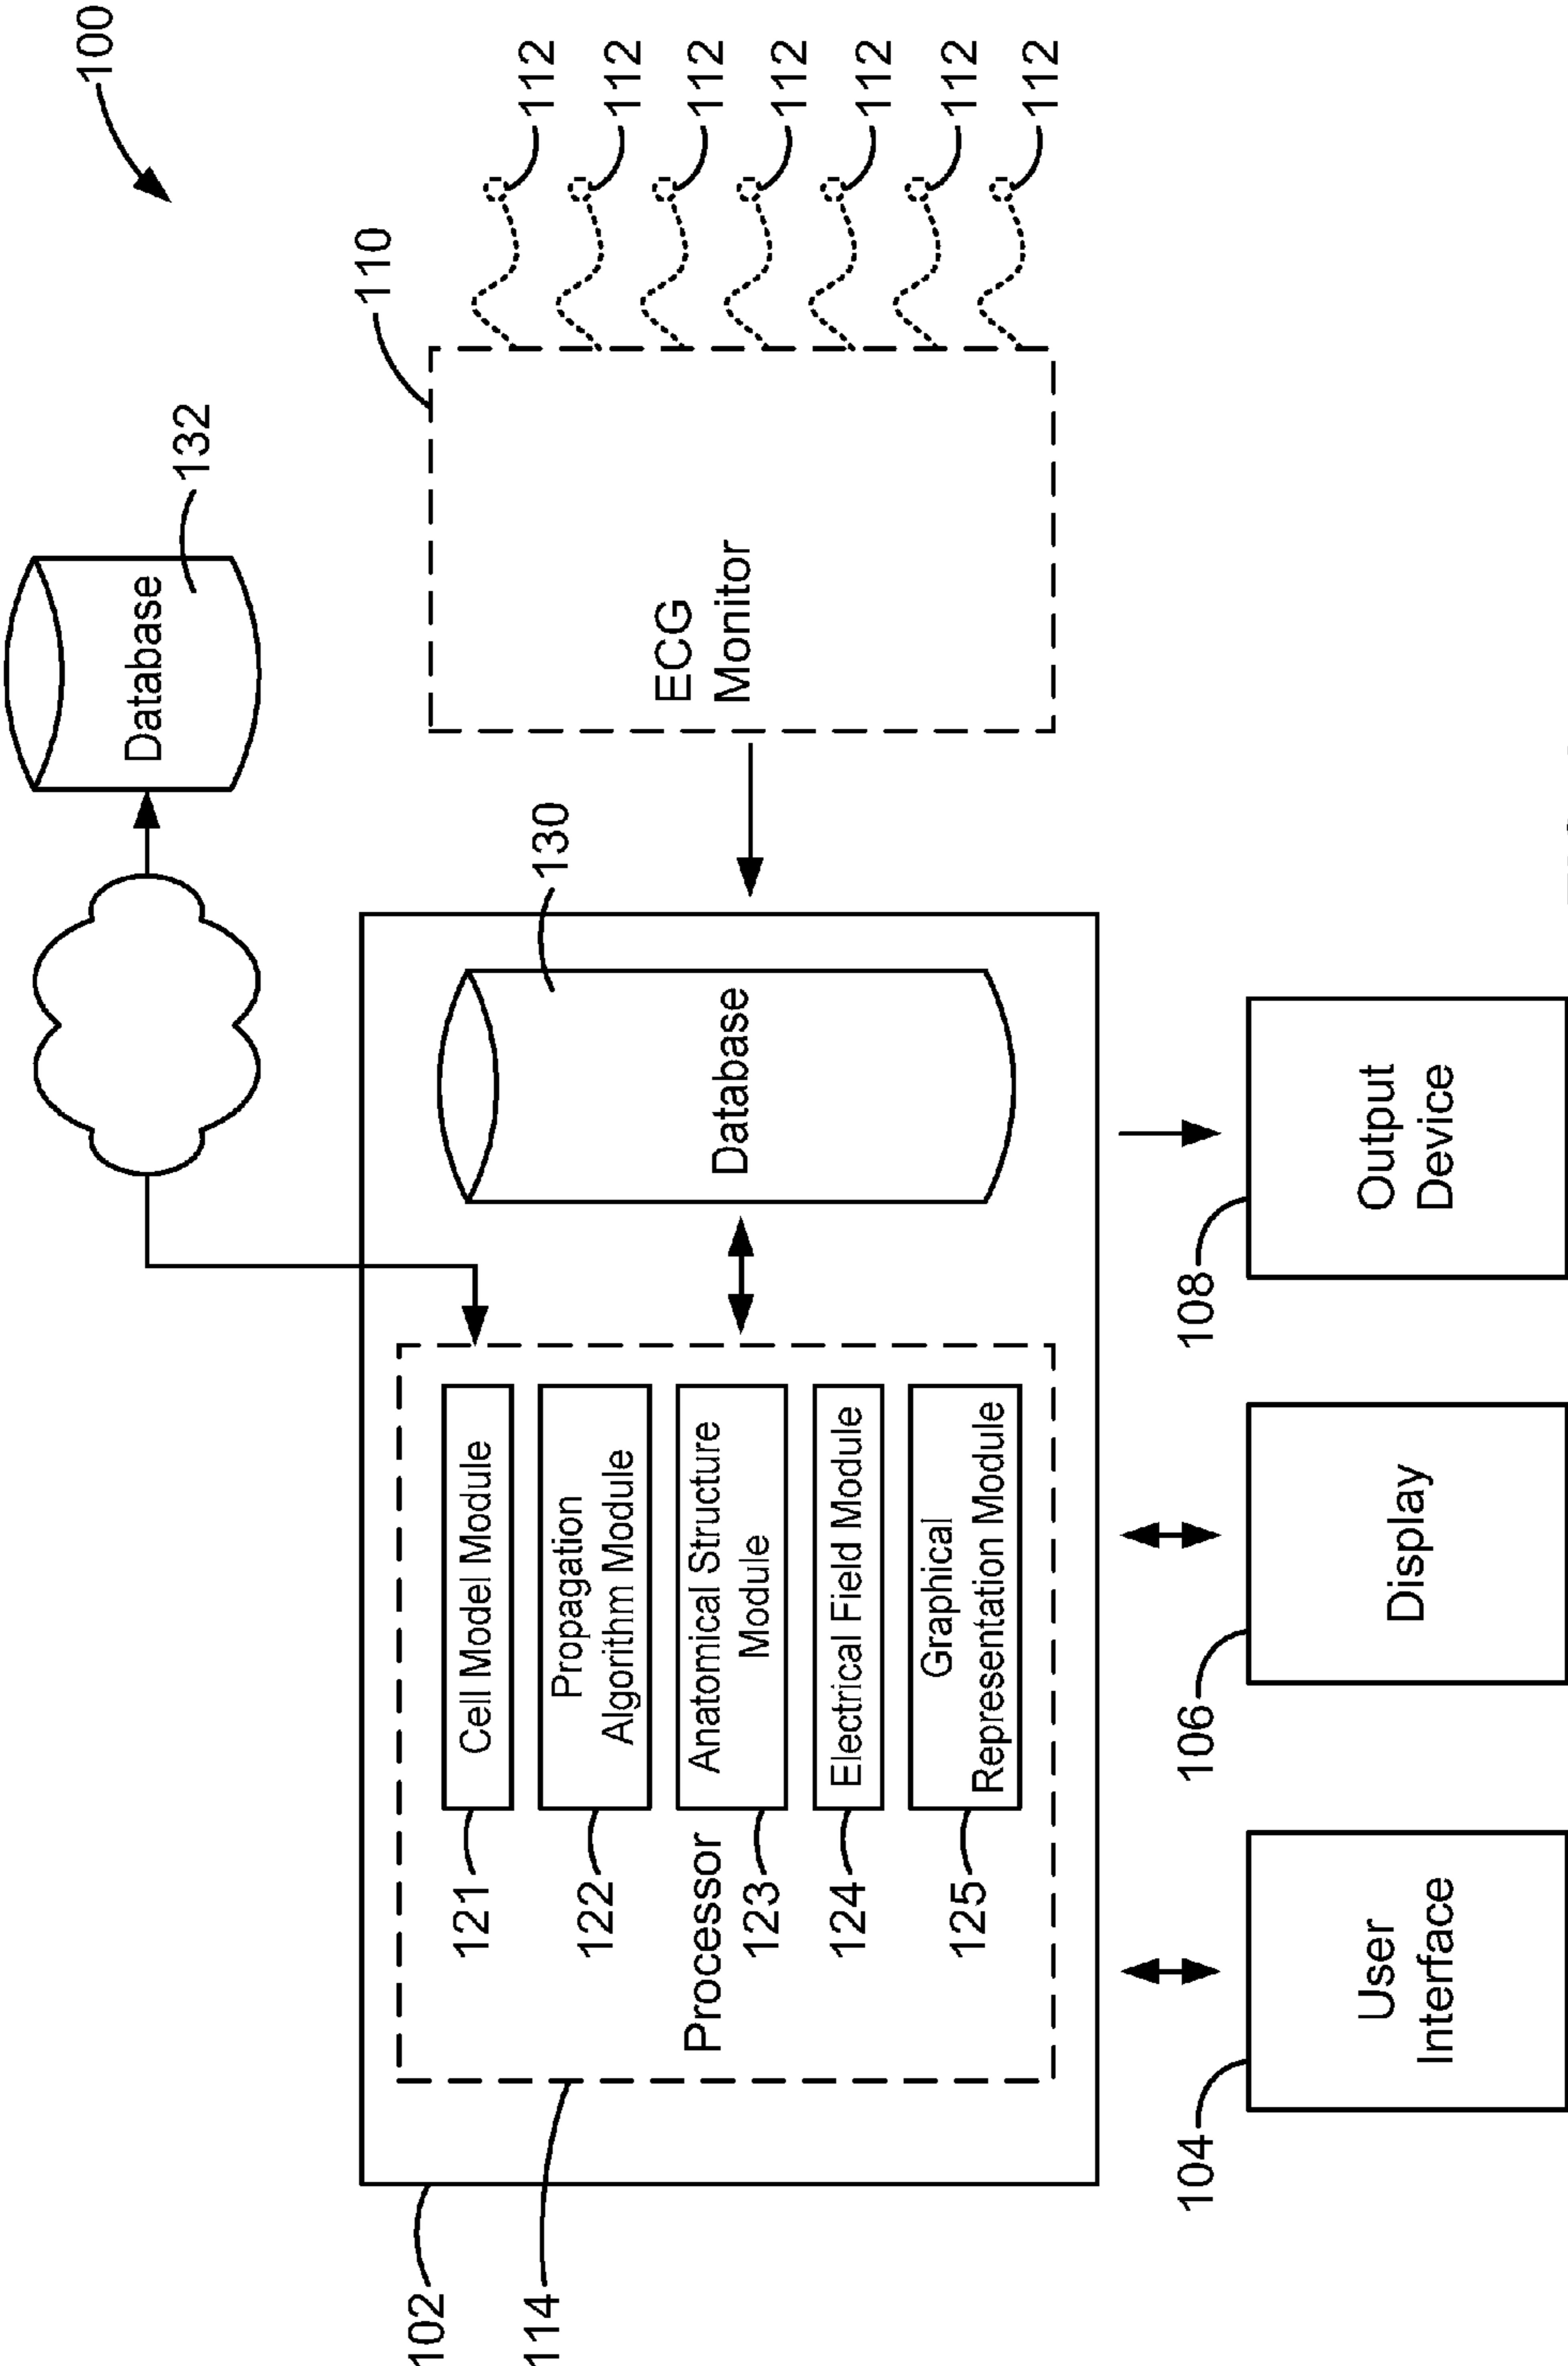 100
132
Database
110
112
112
112
112
112
112
112
ECG
Monitor
130
Database
102
114
Processor
121
Cell Model Module
122
Propagation
Algorithm Module
123
Anatomical Structure
Module
124
Electrical Field Module
125
Graphical
Representation Module
104
User
Interface
106
Display
108
Output
Device